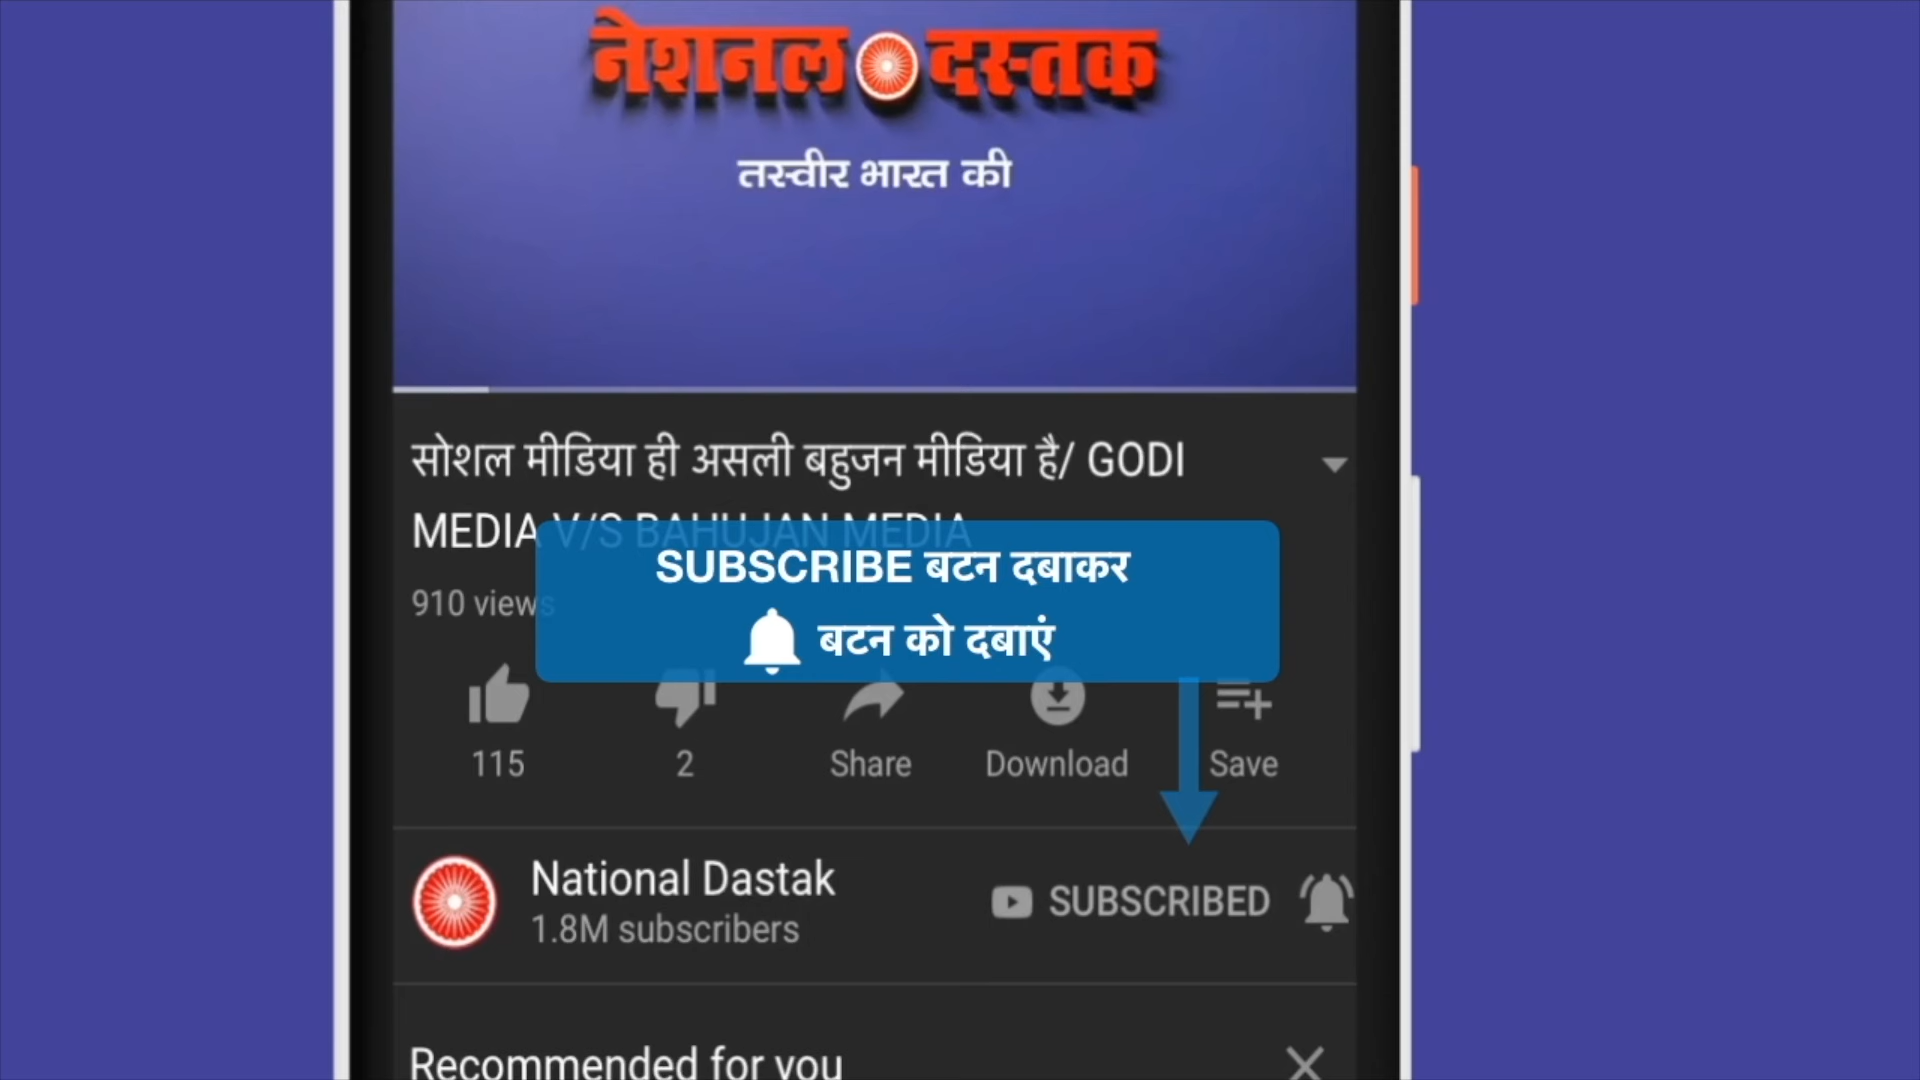 नेशनल दस्तक
तस्वीर भारत की
सोशल मीडिया ही असली बहुजन मीडिया है/ GODI
MEDIA V/S BAHUJAN MEDIA
SUBSCRIBE बटन दबाकर
बटन को दबाएं
910 views
115
2
Share
Download
Save
National Dastak
1.8M subscribers
SUBSCRIBED
Recommended for you